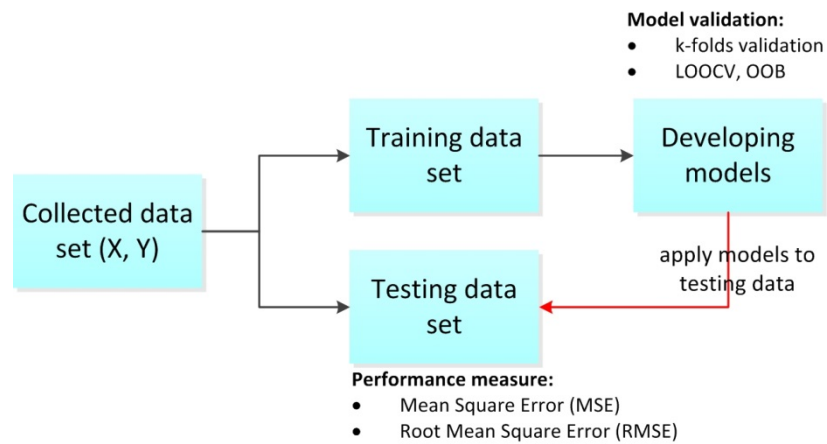 Model validation:
• k-folds validation
• LOOCV, OOB
Training data
set
Developing
models
Collected data
set (X, Y)
apply models to
testing data
Testing data
set
Performance measure:
• Mean Square Error (MSE)
• Root Mean Square Error (RMSE)